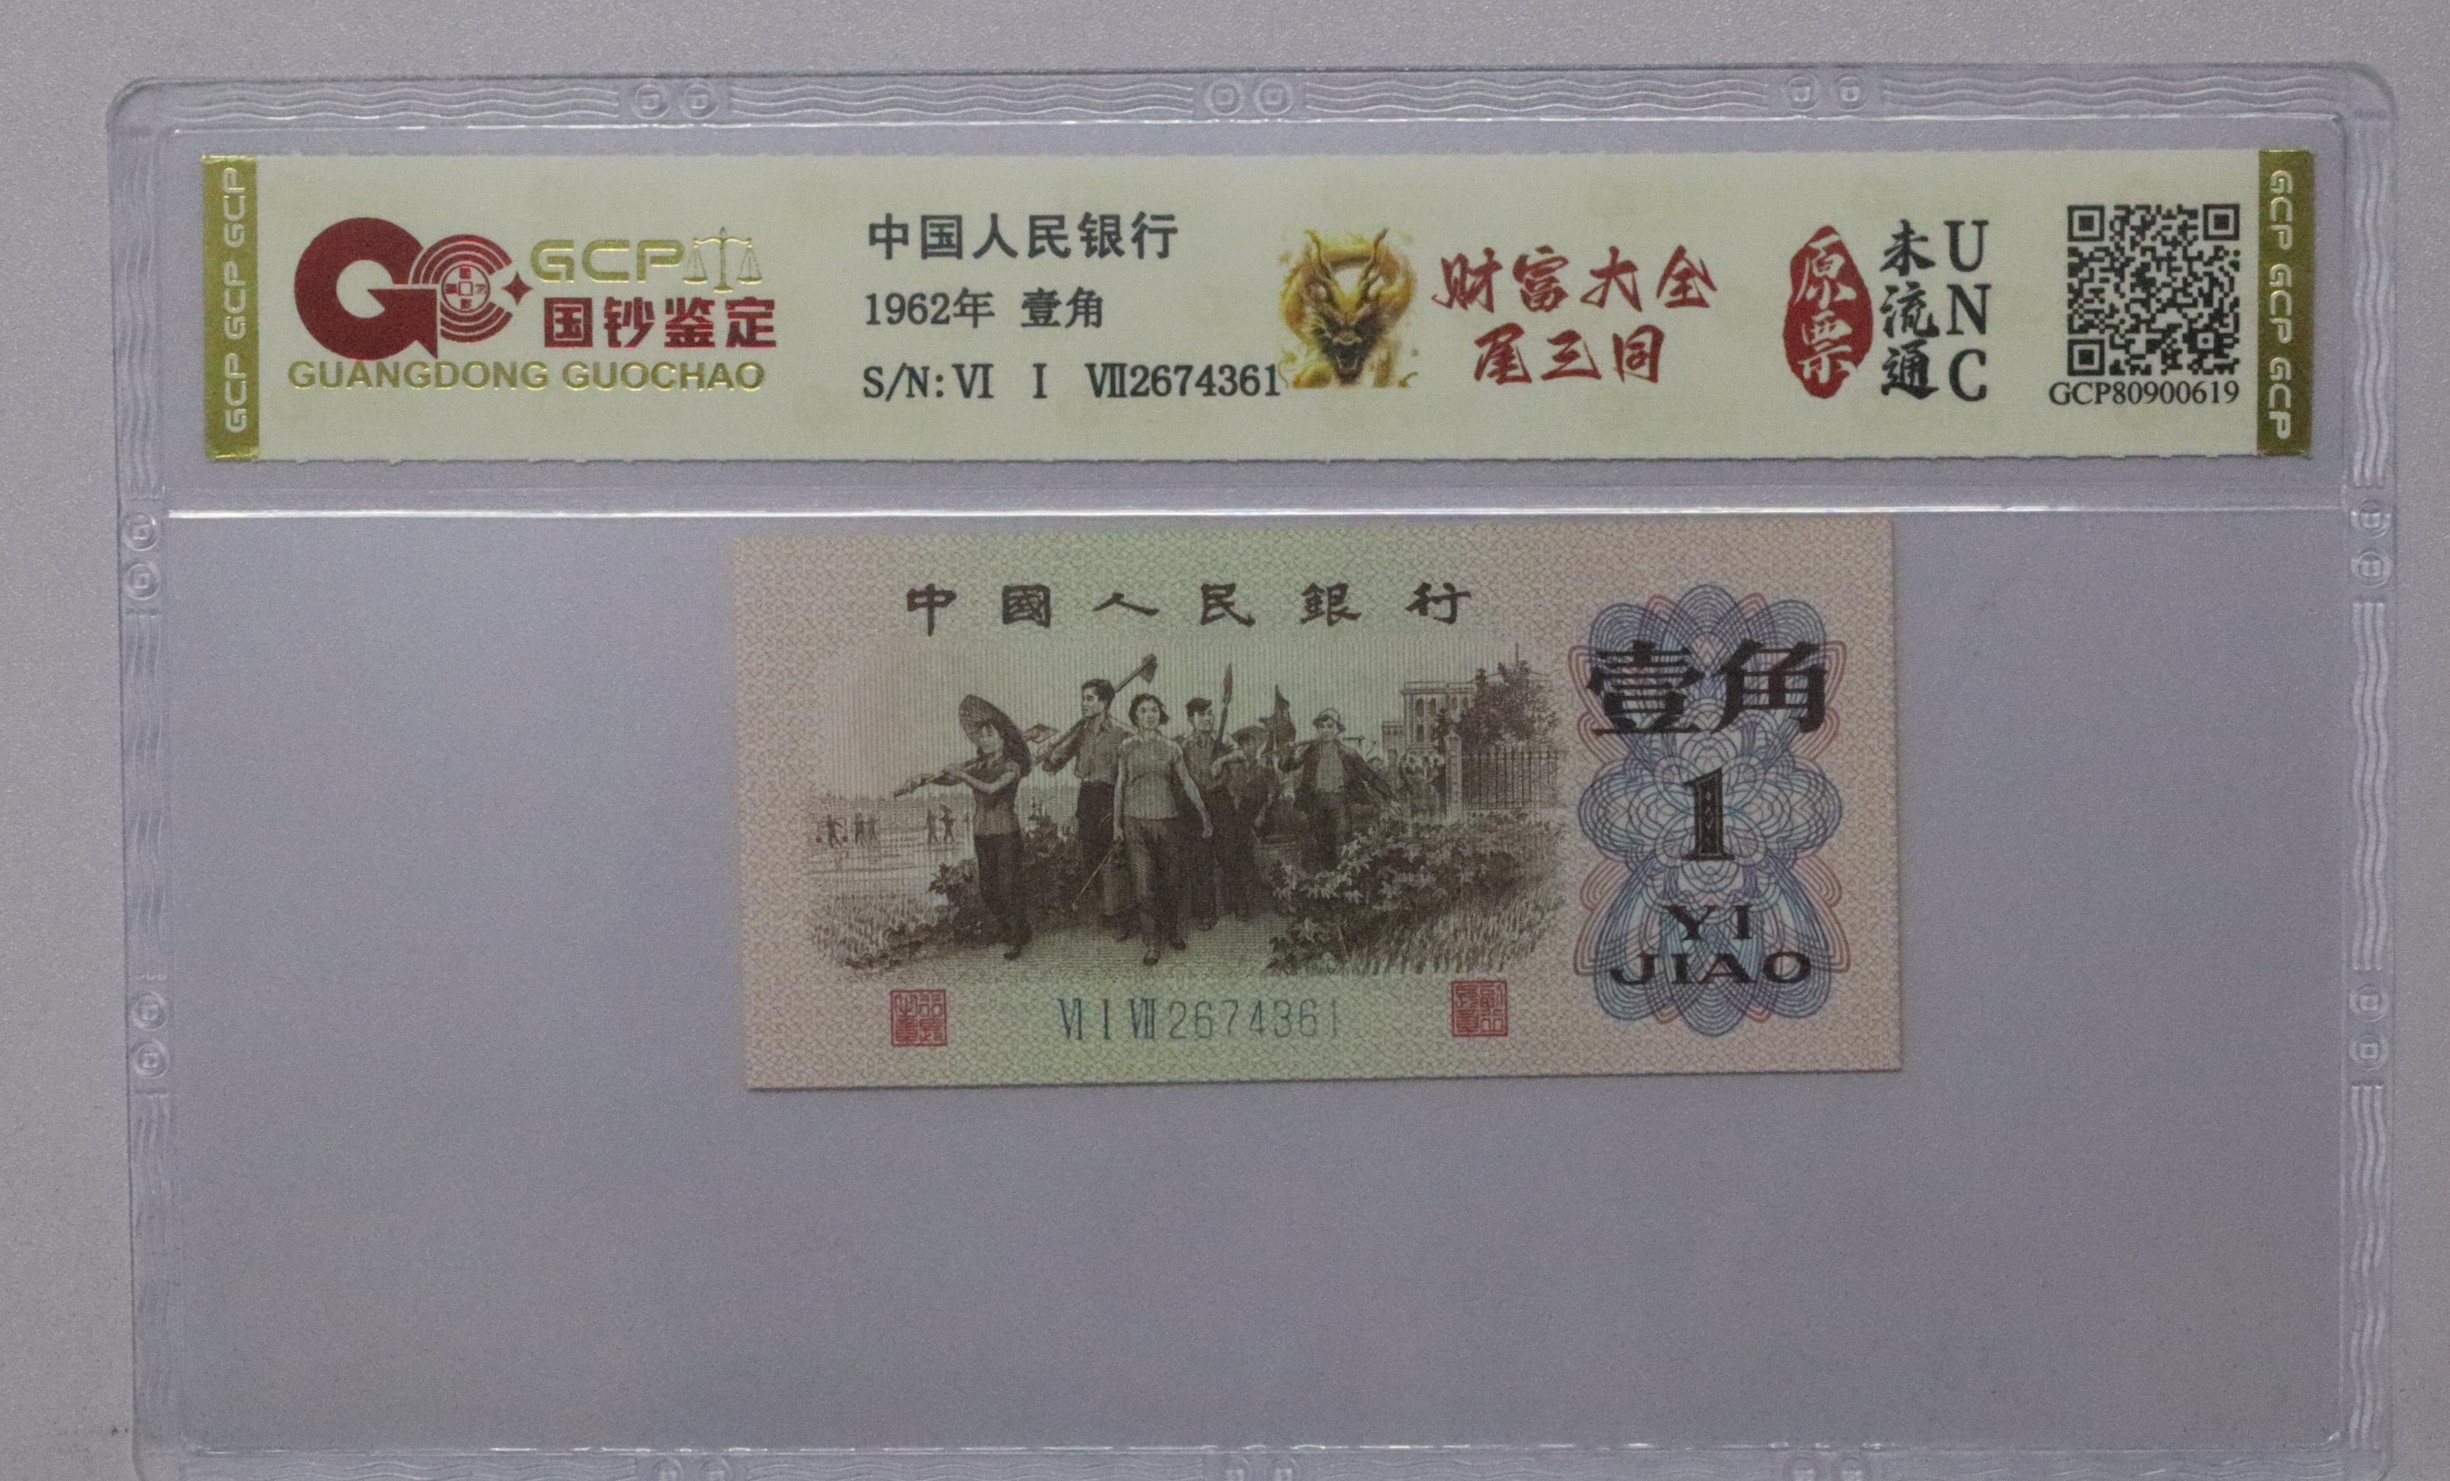 GCP GCP GCP
GCP
国钞鉴定
GUANGDONG GUOCHAO
中国人民银行
1962年 壹角
S/N: Ⅵ Ⅰ Ⅶ2674361
财富大全
尾三同
原票
未流通
UNC
GCP80900619
GCP GCP GCP
中國人民銀行
壹角
1
YI
JIAO
Ⅵ Ⅰ Ⅶ 2674361